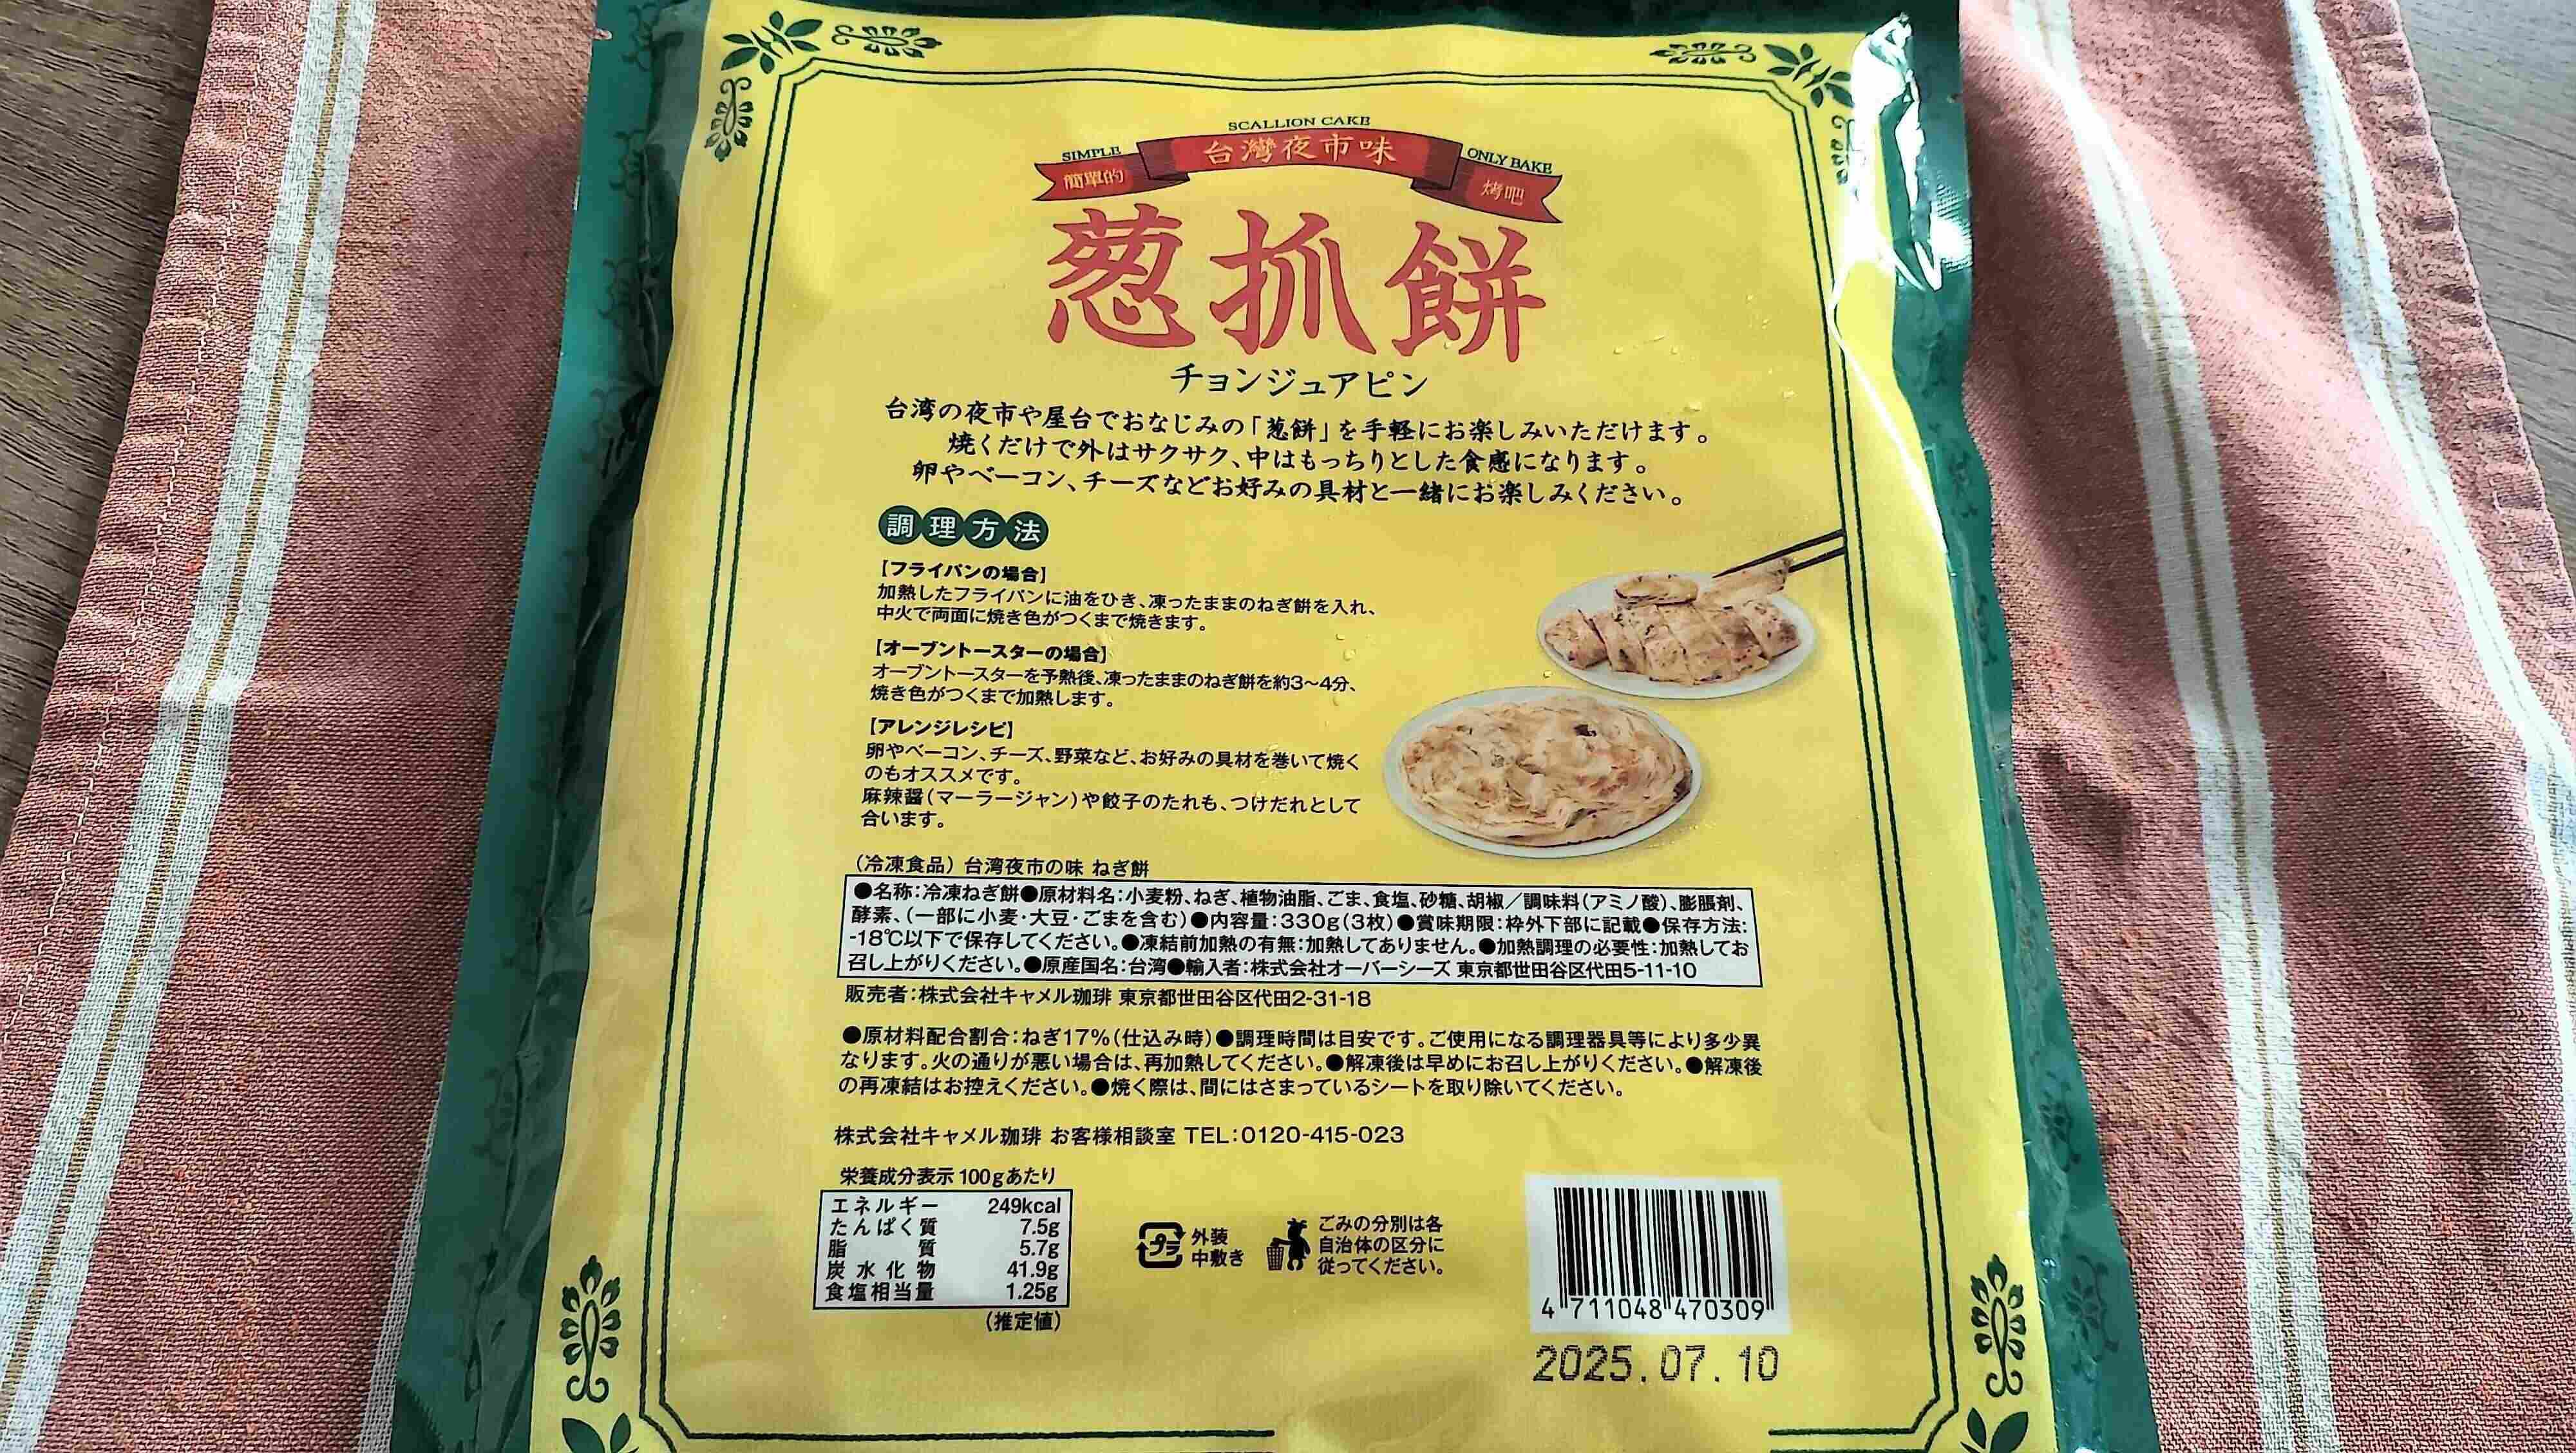 SCALLION CAKE
SIMPLE 台灣夜市味 ONLY BAKE
簡單的 烤吧
葱抓餅
チョンジュアピン
台湾の夜市や屋台でおなじみの「葱餅」を手軽にお楽しみいただけます。
焼くだけで外はサクサク、中はもっちりとした食感になります。
卵やベーコン、チーズなどお好みの具材と一緒にお楽しみください。
調理方法
【フライパンの場合】
加熱したフライパンに油をひき、凍ったままのねぎ餅を入れ、
中火で両面に焼き色がつくまで焼きます。
【オーブントースターの場合】
オーブントースターを予熱後、凍ったままのねぎ餅を約3〜4分、
焼き色がつくまで加熱します。
【アレンジレシピ】
卵やベーコン、チーズ、野菜など、お好みの具材を巻いて焼く
のもオススメです。
麻辣醤(マーラージャン)や餃子のたれも、つけだれとして
合います。
(冷凍食品) 台湾夜市の味 ねぎ餅
●名称:冷凍ねぎ餅●原材料名:小麦粉、ねぎ、植物油脂、ごま、食塩、砂糖、胡椒/調味料(アミノ酸)、膨脹剤、
酵素、(一部に小麦・大豆・ごまを含む)●内容量:330g(3枚)●賞味期限:枠外下部に記載●保存方法:
-18℃以下で保存してください。●凍結前加熱の有無:加熱してありません。●加熱調理の必要性:加熱してお
召し上がりください。●原産国名:台湾●輸入者:株式会社オーバーシーズ 東京都世田谷区代田5-11-10
販売者:株式会社キャメル珈琲 東京都世田谷区代田2-31-18
●原材料配合割合:ねぎ17%(仕込み時)●調理時間は目安です。ご使用になる調理器具等により多少異
なります。火の通りが悪い場合は、再加熱してください。●解凍後は早めにお召し上がりください。●解凍後
の再凍結はお控えください。●焼く際は、間にはさまっているシートを取り除いてください。
株式会社キャメル珈琲 お客様相談室 TEL:0120-415-023
栄養成分表示 100gあたり
エネルギー 249kcal
たんぱく質 7.5g
脂質 5.7g
炭水化物 41.9g
食塩相当量 1.25g
(推定値)
プラ 外装
中敷き
ごみの分別は各
自治体の区分に
従ってください。
4 711048 470309
2025.07.10